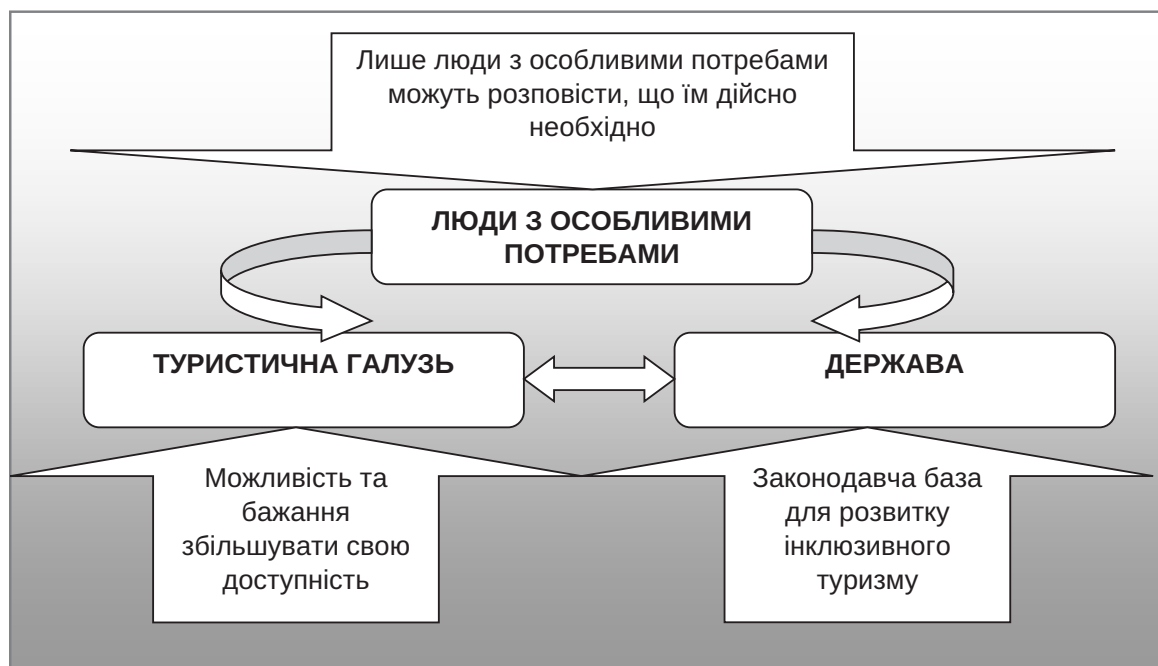 Лише люди з особливими потребами
можуть розповісти, що їм дійсно
необхідно
ЛЮДИ З ОСОБЛИВИМИ
ПОТРЕБАМИ
ТУРИСТИЧНА ГАЛУЗЬ
ДЕРЖАВА
Можливість та
бажання
збільшувати свою
доступність
Законодавча база
для розвитку
інклюзивного
туризму